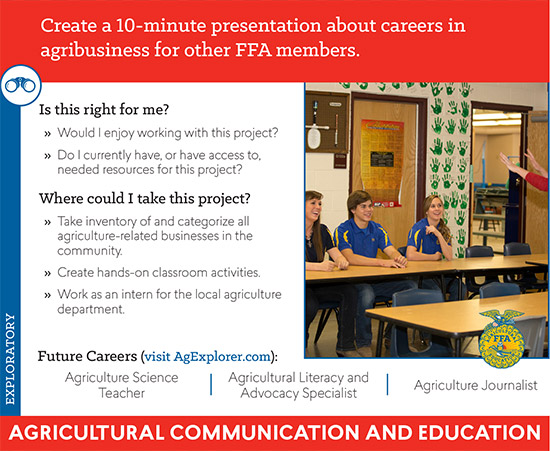 Create a 10-minute presentation about careers in
agribusiness for other FFA members.
Is this right for me?
» Would I enjoy working with this project?
» Do I currently have, or have access to,
needed resources for this project?
Where could I take this project?
» Take inventory of and categorize all
agriculture-related businesses in the
community.
» Create hands-on classroom activities.
» Work as an intern for the local agriculture
department.
EXPLORATORY
Future Careers (visit AgExplorer.com):
Agriculture Science
Teacher
Agricultural Literacy and
Advocacy Specialist
Agriculture Journalist
FFA
AGRICULTURAL COMMUNICATION AND EDUCATION